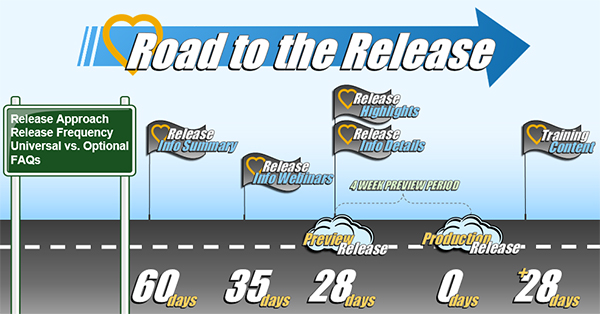 Road to the Release
Release Approach
Release Frequency
Universal vs. Optional
FAQs
Release
Info Summary
Release
Info Webinars
Release
Highlights
Release
Info Details
Training
Content
4 WEEK PREVIEW PERIOD
Preview
Release
Production
Release
60 days
35 days
28 days
0 days
+28 days